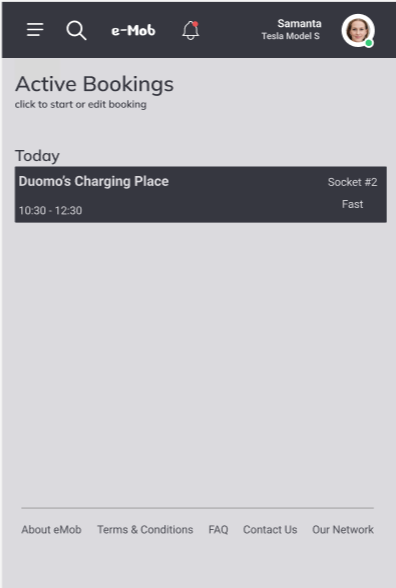 e-Mob
Samanta
Tesla Model S
Active Bookings
click to start or edit booking
Today
Duomo's Charging Place
Socket #2
Fast
10:30 - 12:30
About eMob Terms & Conditions FAQ Contact Us Our Network